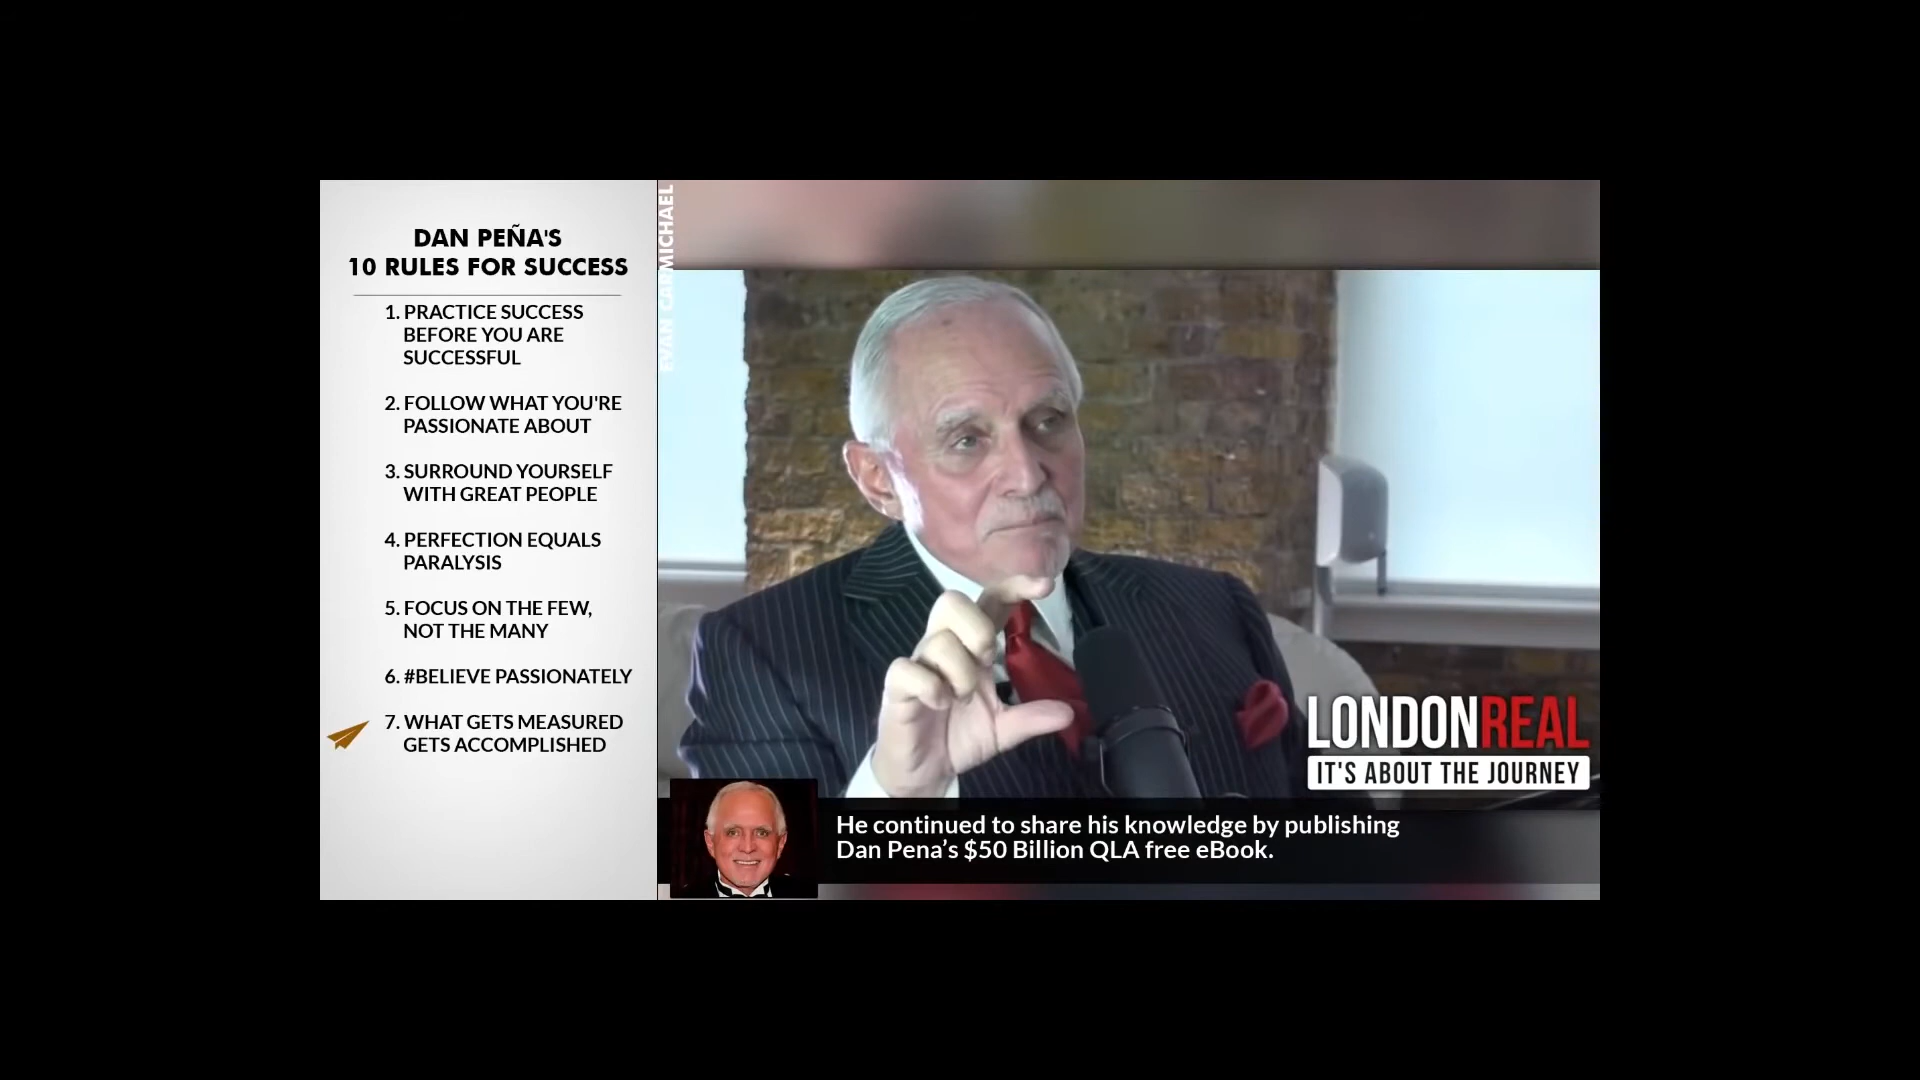 DAN PEÑA'S
10 RULES FOR SUCCESS
1. PRACTICE SUCCESS
BEFORE YOU ARE
SUCCESSFUL
2. FOLLOW WHAT YOU'RE
PASSIONATE ABOUT
3. SURROUND YOURSELF
WITH GREAT PEOPLE
4. PERFECTION EQUALS
PARALYSIS
5. FOCUS ON THE FEW,
NOT THE MANY
6. #BELIEVE PASSIONATELY
7. WHAT GETS MEASURED
GETS ACCOMPLISHED
EVAN CARMICHAEL
LONDONREAL
IT'S ABOUT THE JOURNEY
He continued to share his knowledge by publishing
Dan Pena’s $50 Billion QLA free eBook.